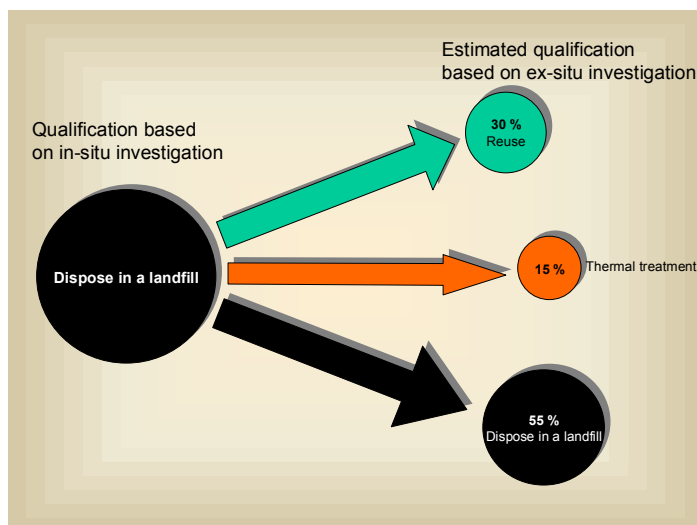 Estimated qualification
based on ex-situ investigation
Qualification based
on in-situ investigation
30 %
Reuse
Dispose in a landfill
15 %
Thermal treatment
55 %
Dispose in a landfill